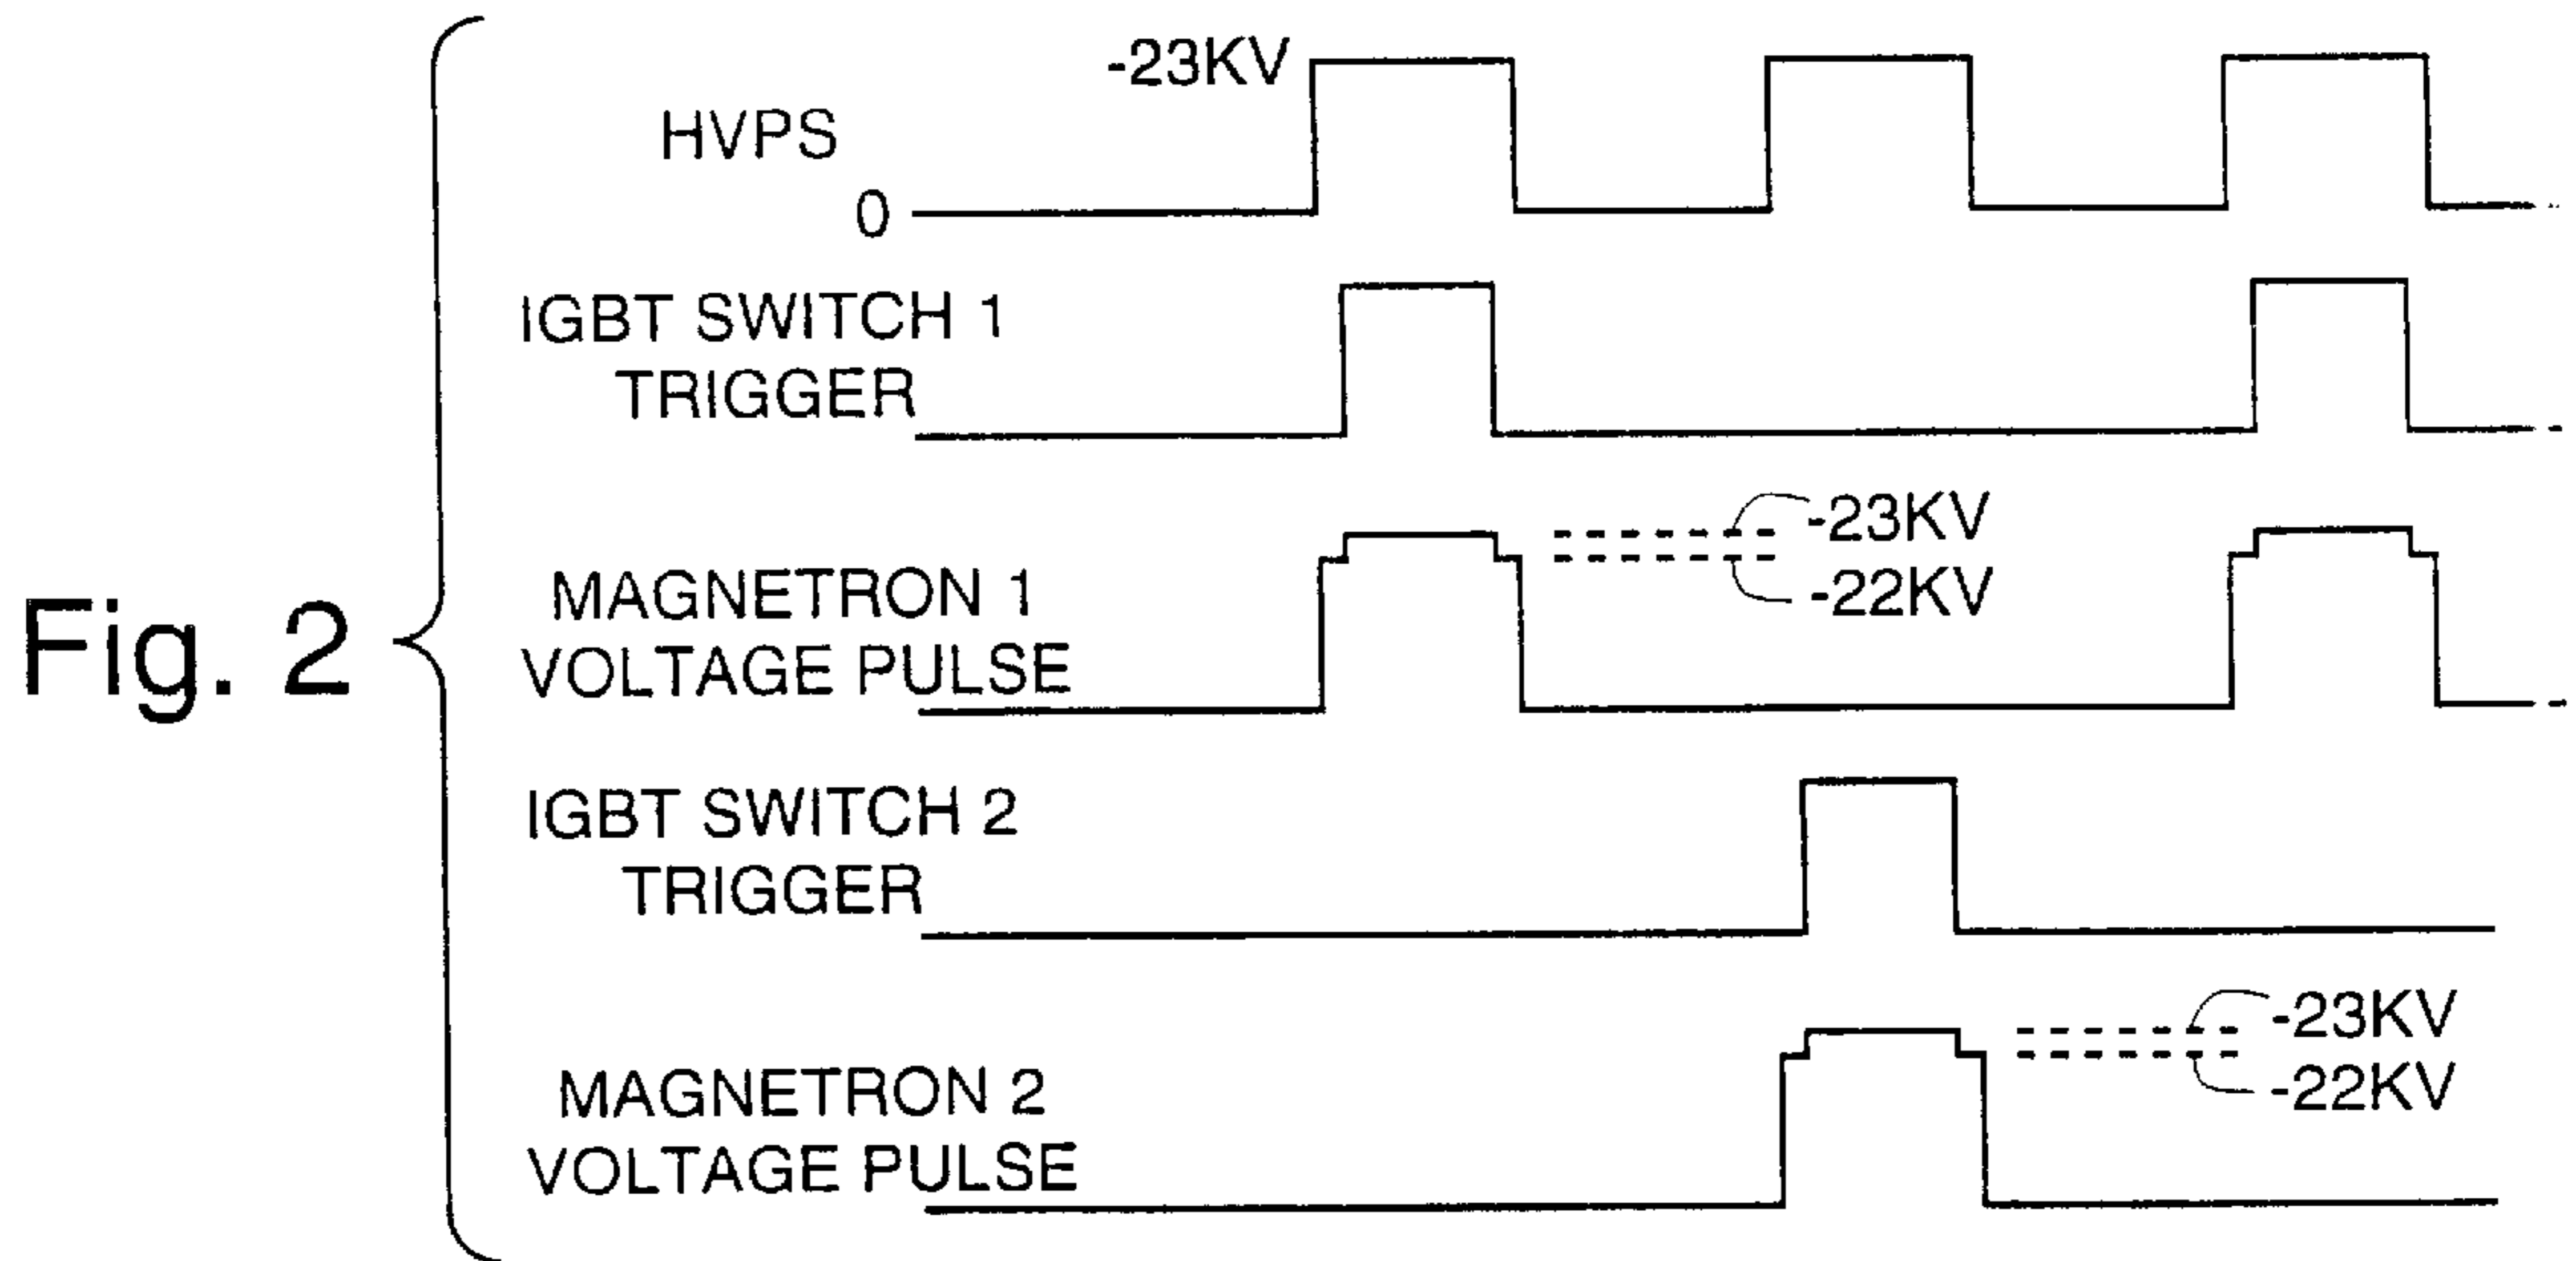 Fig. 2
-23KV
HVPS
0
IGBT SWITCH 1
TRIGGER
-23KV
-22KV
MAGNETRON 1
VOLTAGE PULSE
IGBT SWITCH 2
TRIGGER
-23KV
-22KV
MAGNETRON 2
VOLTAGE PULSE